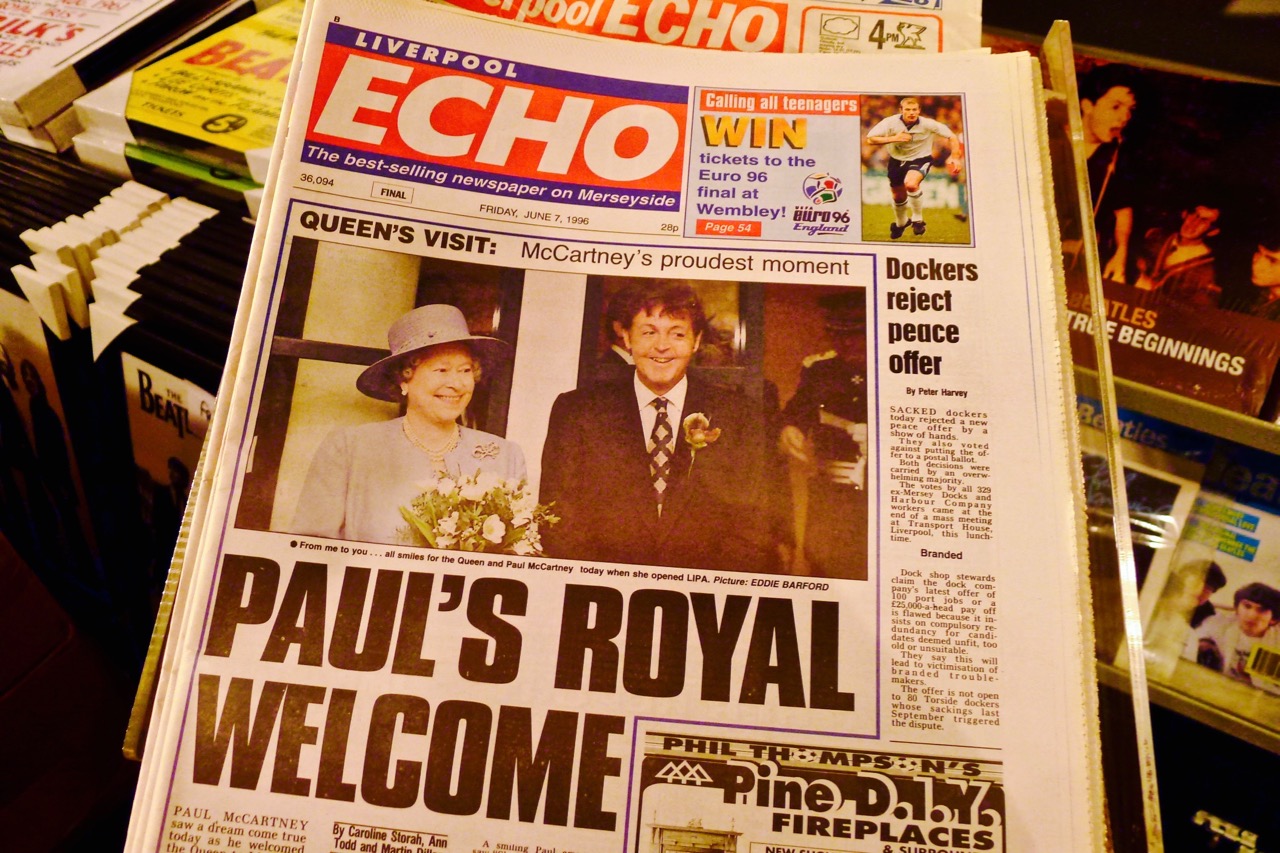 LIVERPOOL
ECHO
The best-selling newspaper on Merseyside
36,094
FINAL
FRIDAY, JUNE 7, 1996
28p
Calling all teenagers
WIN
tickets to the
Euro 96
final at
Wembley!
Page 54
euro 96
England
QUEEN'S VISIT: McCartney's proudest moment
• From me to you . . . all smiles for the Queen and Paul McCartney today when she opened LIPA. Picture: EDDIE BARFORD
PAUL'S ROYAL
WELCOME
PAUL McCARTNEY
saw a dream come true
today as he welcomed
By Caroline Storah, Ann
Todd and Martin
A smiling Paul
Dockers
reject
peace
offer
By Peter Harvey
SACKED dockers
today rejected a new
peace offer by a
show of hands.
They also voted
against putting the of-
fer to a postal ballot.
Both decisions were
carried by an overw-
helming majority.
The votes by all 329
ex-Mersey Docks and
Harbour Company
workers came at the
end of a mass meeting
at Transport House,
Liverpool, this lunch-
time.
Branded
Dock shop stewards
claim the dock com-
pany's latest offer of
100 port jobs or a
£25,000-a-head pay off
is flawed because it in-
sists on compulsory re-
dundancy for candi-
dates deemed unfit, too
old or unsuitable.
They say this will
lead to victimisation of
branded trouble-
makers.
The offer is not open
to 80 Torside dockers
whose sackings last
September triggered
the dispute.
PHIL THOMPSON'S
Pine D.I.Y.
FIREPLACES
ECHO
4PM
BEA
THE
BEATL
BEATLES
TRUE BEGINNINGS
Beatles